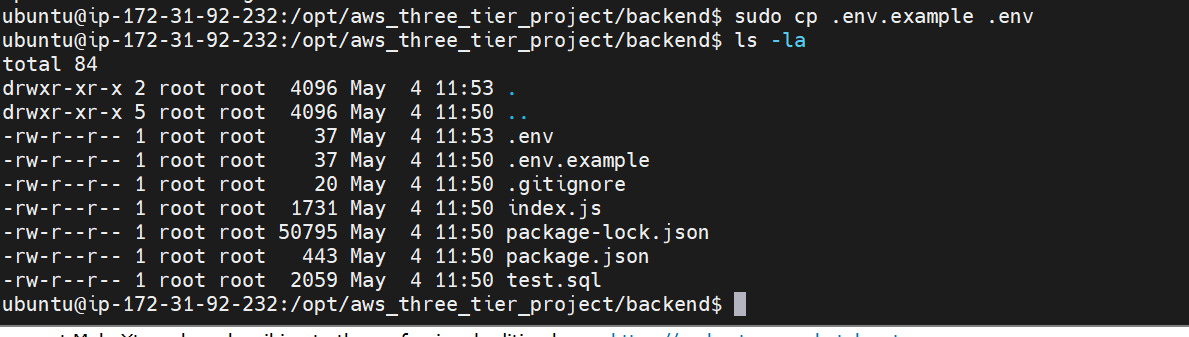 ubuntu@ip-172-31-92-232:/opt/aws_three_tier_project/backend$ sudo cp .env.example .env
ubuntu@ip-172-31-92-232:/opt/aws_three_tier_project/backend$ ls -la
total 84
drwxr-xr-x 2 root root  4096 May  4 11:53 .
drwxr-xr-x 5 root root  4096 May  4 11:50 ..
-rw-r--r-- 1 root root    37 May  4 11:53 .env
-rw-r--r-- 1 root root    37 May  4 11:50 .env.example
-rw-r--r-- 1 root root    20 May  4 11:50 .gitignore
-rw-r--r-- 1 root root  1731 May  4 11:50 index.js
-rw-r--r-- 1 root root 50795 May  4 11:50 package-lock.json
-rw-r--r-- 1 root root   443 May  4 11:50 package.json
-rw-r--r-- 1 root root  2059 May  4 11:50 test.sql
ubuntu@ip-172-31-92-232:/opt/aws_three_tier_project/backend$